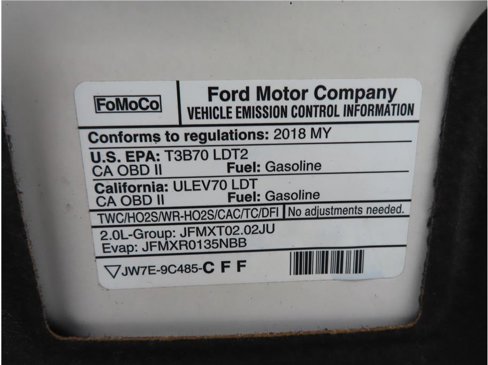 FoMoCo
Ford Motor Company
VEHICLE EMISSION CONTROL INFORMATION
Conforms to regulations: 2018 MY
U.S. EPA: T3B70 LDT2
CA OBD II Fuel: Gasoline
California: ULEV70 LDT
CA OBD II Fuel: Gasoline
TWC/HO2S/WR-HO2S/CAC/TC/DFI No adjustments needed.
2.0L-Group: JFMXT02.02JU
Evap: JFMXR0135NBB
JW7E-9C485-C F F